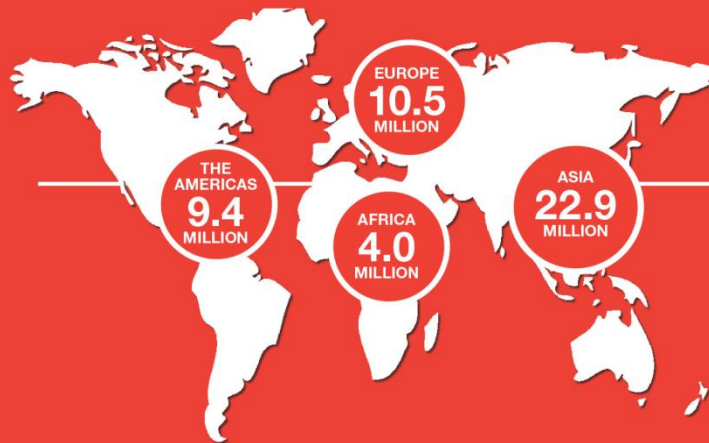 EUROPE
10.5
MILLION
THE
AMERICAS
9.4
MILLION
AFRICA
4.0
MILLION
ASIA
22.9
MILLION